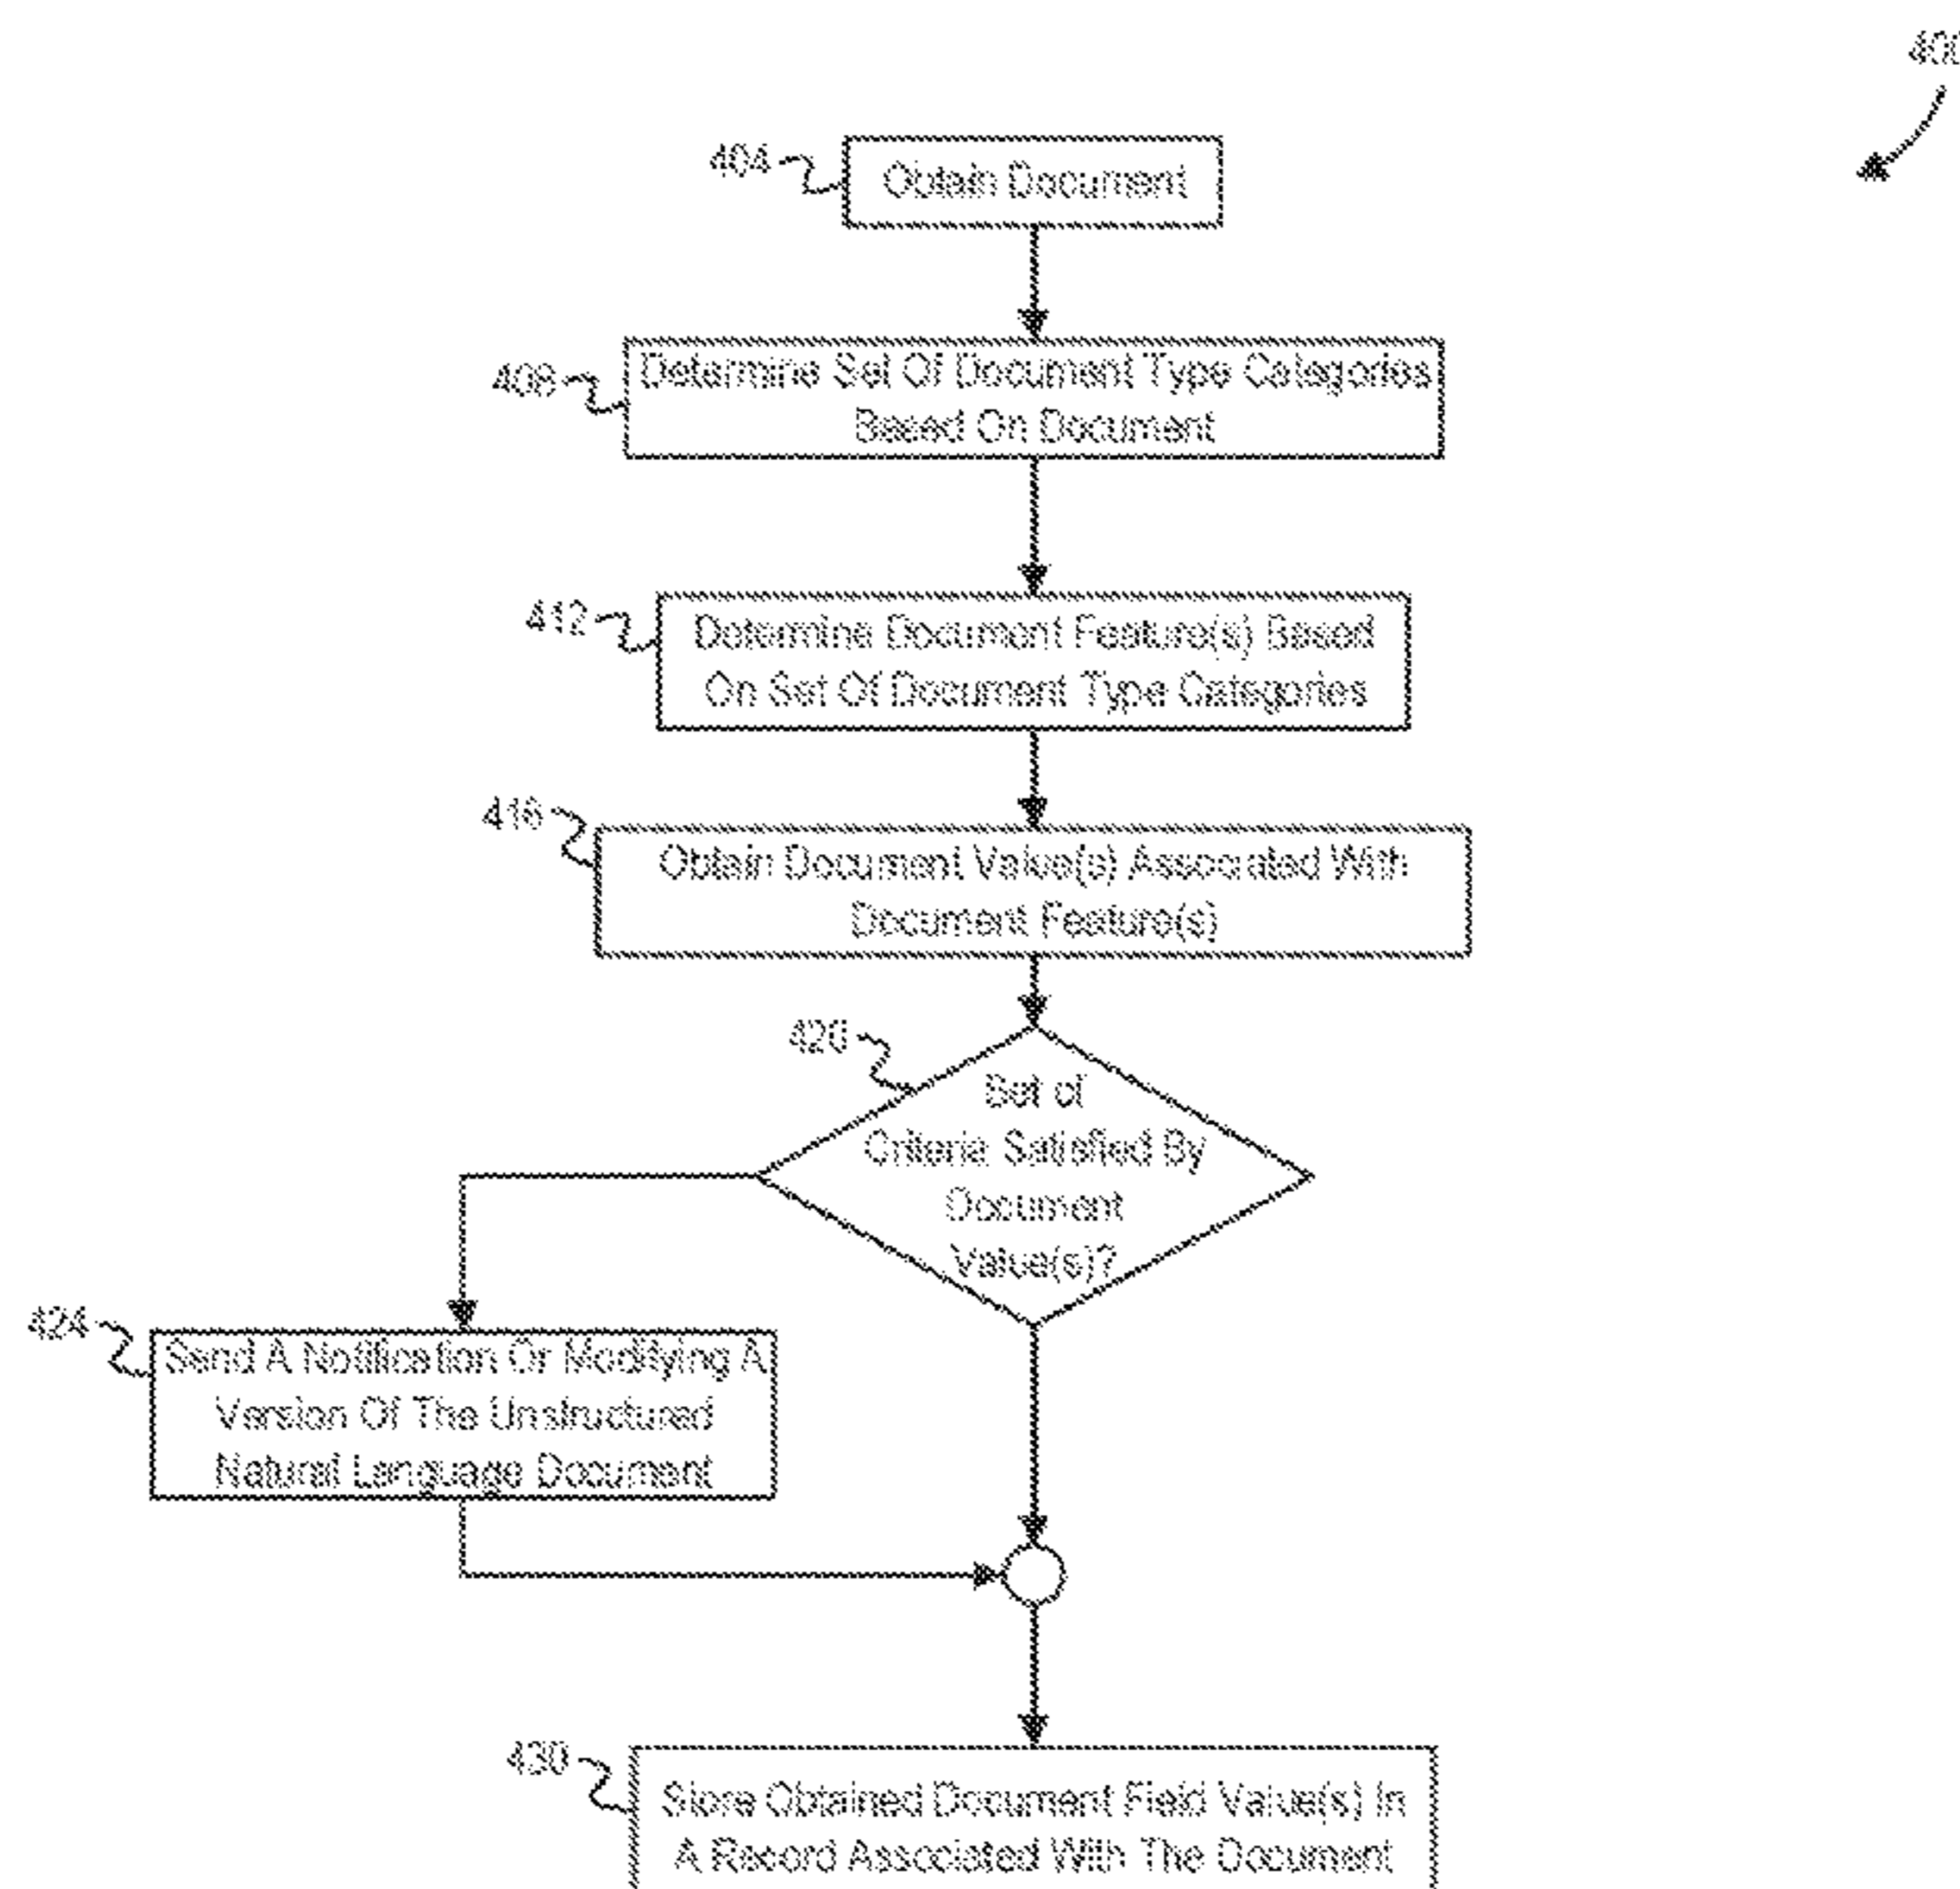 400
404
Obtain Document
408
Determine Set Of Document Type Categories
Based On Document
412
Determine Document Feature(s) Based
On Set Of Document Type Categories
416
Obtain Document Value(s) Associated With
Document Feature(s)
420
Set of
Criteria Satisfied By
Document
Value(s)?
424
Send A Notification Or Modifying A
Version Of The Unstructured
Natural Language Document
430
Store Obtained Document Field Value(s) In
A Record Associated With The Document